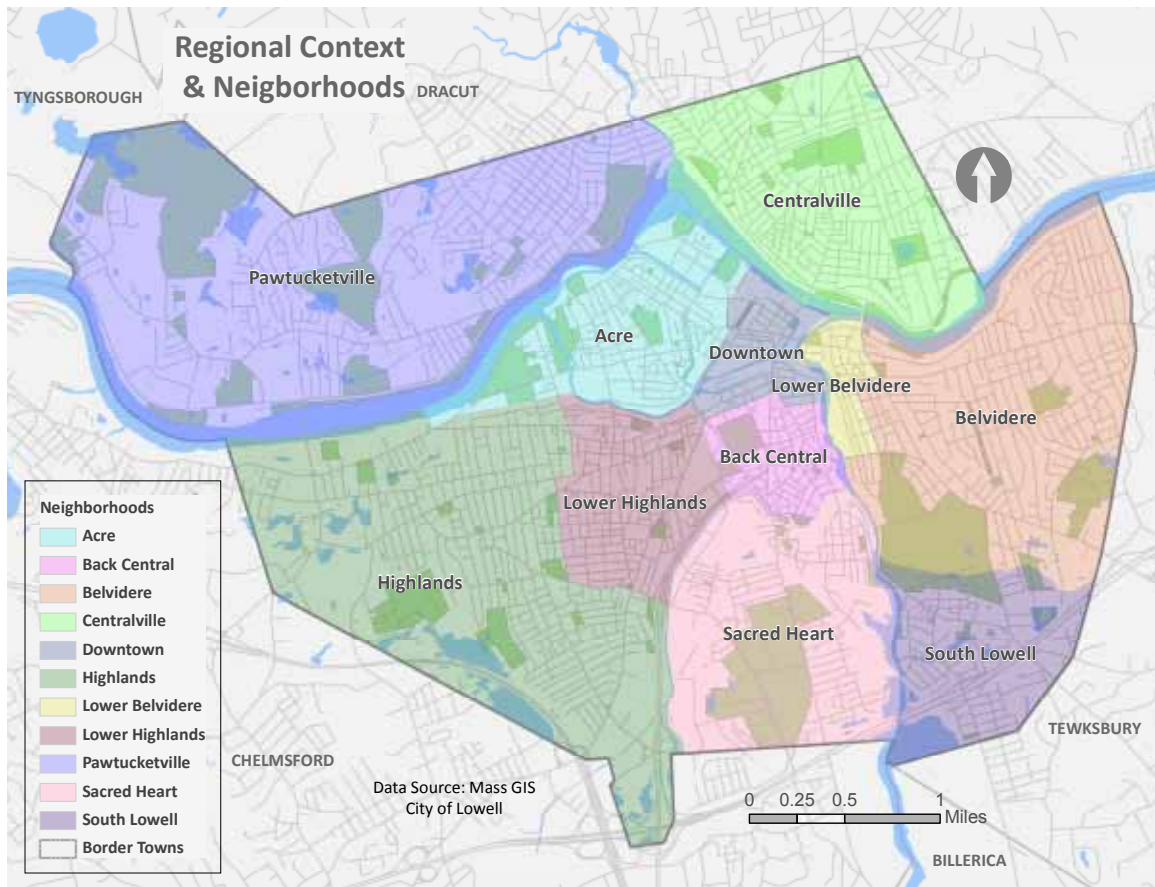 Regional Context
& Neigborhoods
TYNGSBOROUGH
DRACUT
Centralville
Pawtucketville
Acre
Downtown
Lower Belvidere
Belvidere
Back Central
Lower Highlands
Highlands
Sacred Heart
South Lowell
Neighborhoods
Acre
Back Central
Belvidere
Centralville
Downtown
Highlands
Lower Belvidere
Lower Highlands
Pawtucketville
Sacred Heart
South Lowell
Border Towns
CHELMSFORD
TEWKSBURY
BILLERICA
Data Source: Mass GIS
City of Lowell
0 0.25 0.5 1
Miles